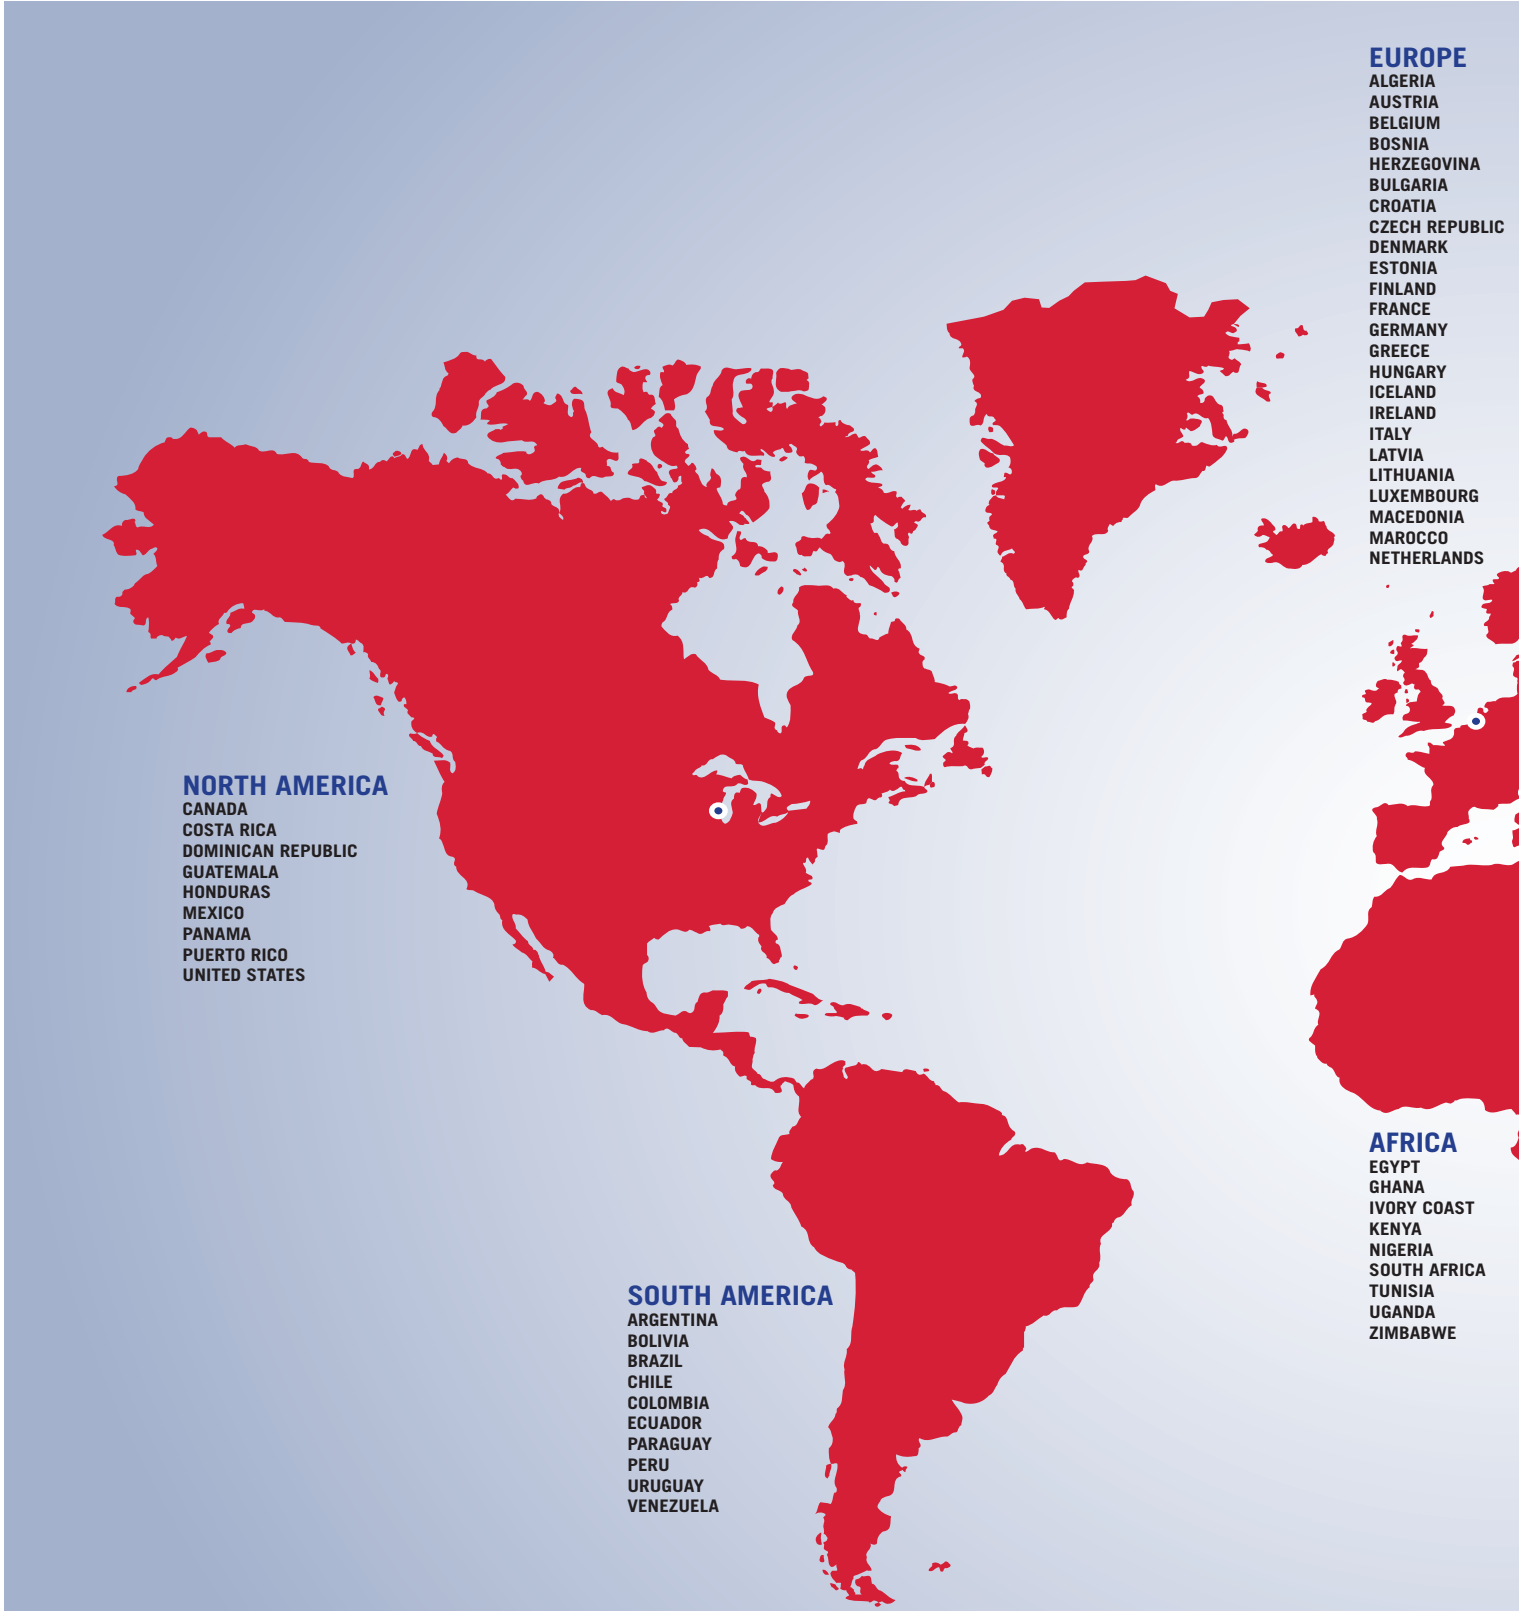 EUROPE
ALGERIA
AUSTRIA
BELGIUM
BOSNIA
HERZEGOVINA
BULGARIA
CROATIA
CZECH REPUBLIC
DENMARK
ESTONIA
FINLAND
FRANCE
GERMANY
GREECE
HUNGARY
ICELAND
IRELAND
ITALY
LATVIA
LITHUANIA
LUXEMBOURG
MACEDONIA
MAROCCO
NETHERLANDS
NORTH AMERICA
CANADA
COSTA RICA
DOMINICAN REPUBLIC
GUATEMALA
HONDURAS
MEXICO
PANAMA
PUERTO RICO
UNITED STATES
AFRICA
EGYPT
GHANA
IVORY COAST
KENYA
NIGERIA
SOUTH AFRICA
TUNISIA
UGANDA
ZIMBABWE
SOUTH AMERICA
ARGENTINA
BOLIVIA
BRAZIL
CHILE
COLOMBIA
ECUADOR
PARAGUAY
PERU
URUGUAY
VENEZUELA